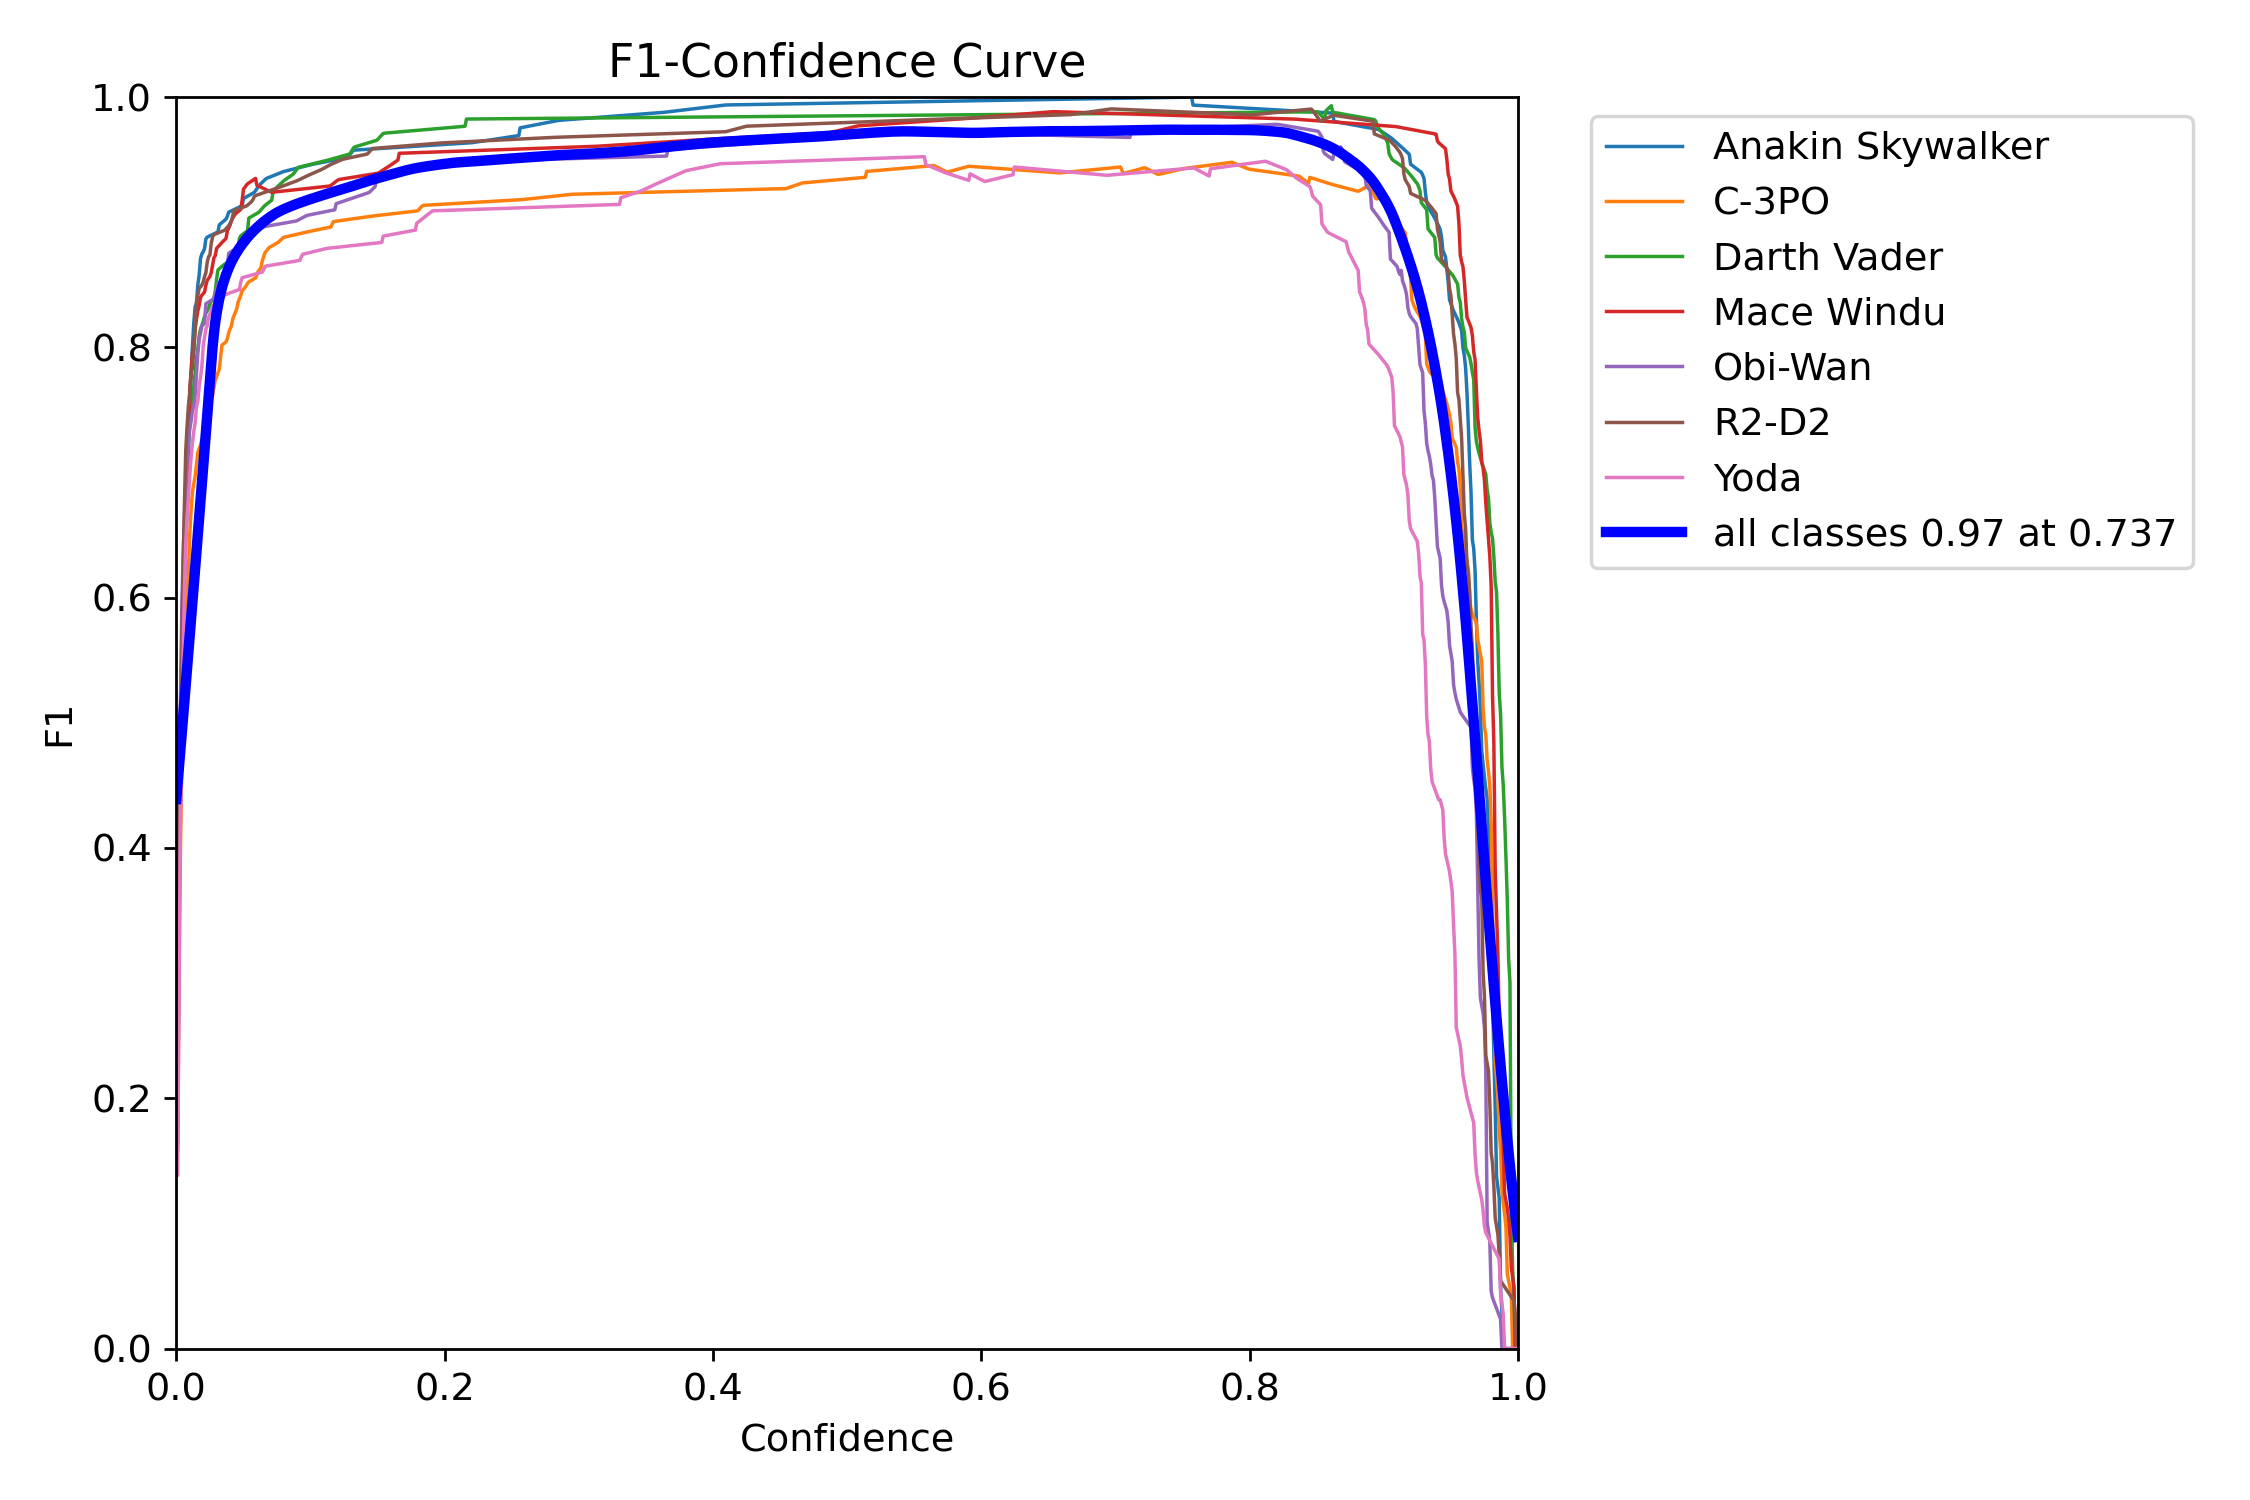 F1-Confidence Curve
1.0
0.8
0.6
0.4
0.2
0.0
F1
0.0 0.2 0.4 0.6 0.8 1.0
Confidence
Anakin Skywalker
C-3PO
Darth Vader
Mace Windu
Obi-Wan
R2-D2
Yoda
all classes 0.97 at 0.737